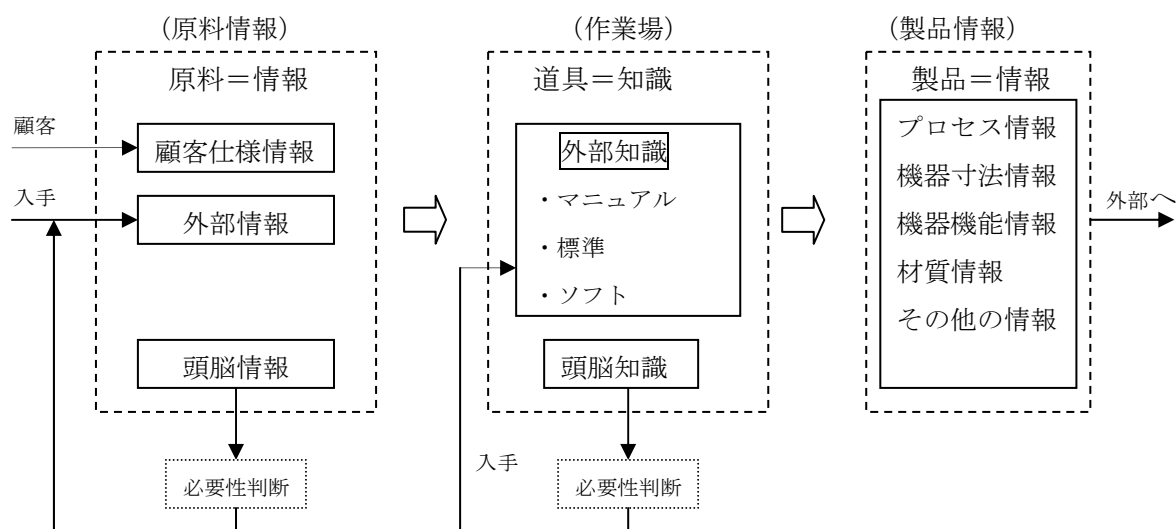 (原料情報)
原料＝情報
顧客
顧客仕様情報
入手
外部情報
頭脳情報
必要性判断
(作業場)
道具＝知識
外部知識
・マニュアル
・標準
・ソフト
頭脳知識
入手
必要性判断
(製品情報)
製品＝情報
プロセス情報
機器寸法情報
機器機能情報
材質情報
その他の情報
外部へ